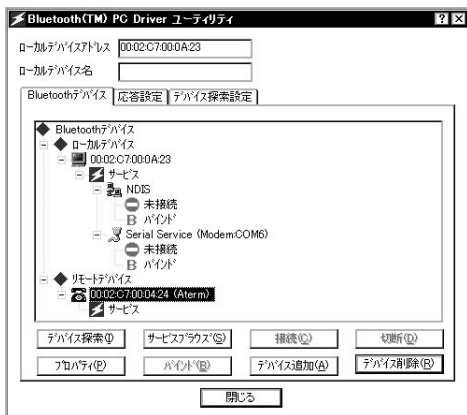 Bluetooth(TM) PC Driver ユーティリティ
ローカルデバイスアドレス 00:02:C7:00:0A:23
ローカルデバイス名
Bluetoothデバイス 応答設定 デバイス探索設定
Bluetoothデバイス
ローカルデバイス
00:02:C7:00:0A:23
サービス
NDIS
未接続
B バインド
Serial Service (Modem:COM6)
未接続
B バインド
リモートデバイス
00:02:C7:00:04:24 (Aterm)
サービス
デバイス探索(I) サービスブラウズ(S) 接続(C) 切断(D)
プロパティ(P) バインド(B) デバイス追加(A) デバイス削除(R)
閉じる